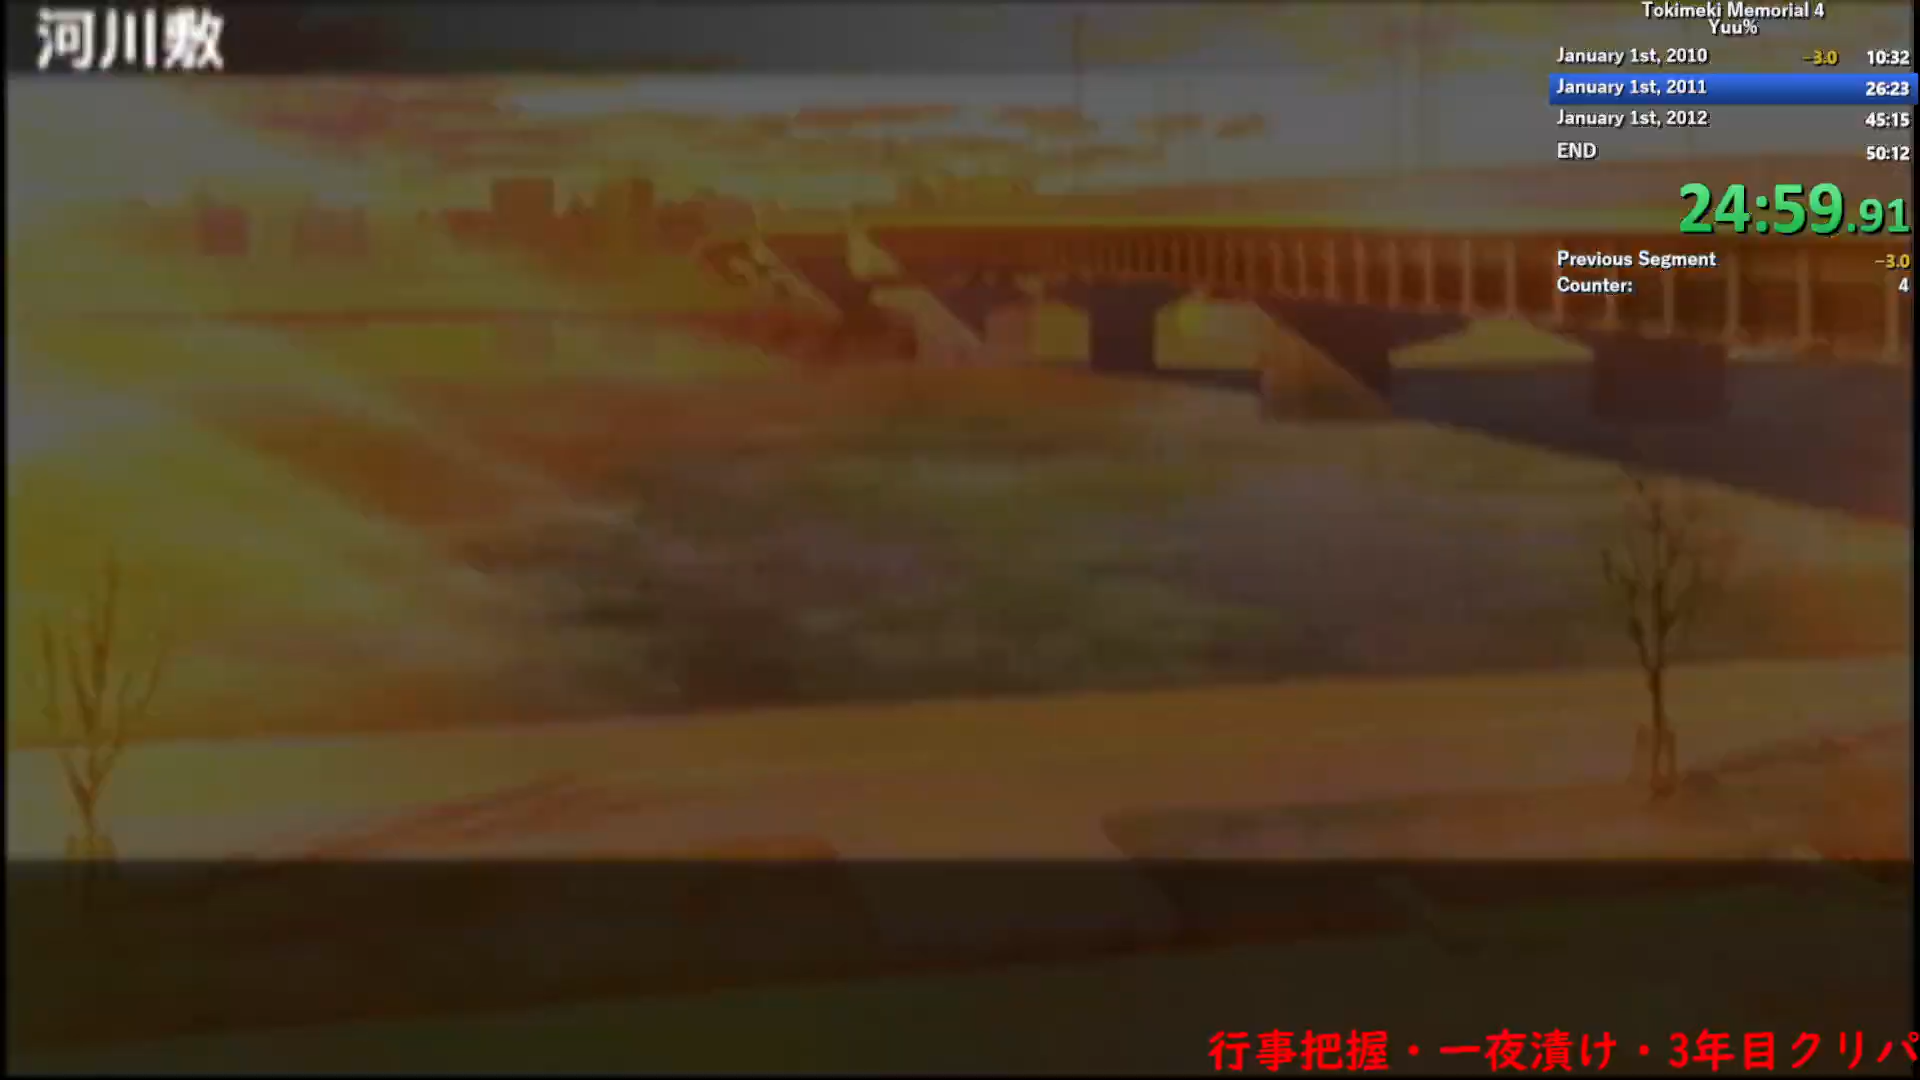 河川敷
Tokimeki Memorial 4
Yuu%
January 1st, 2010 -3.0 10:32
January 1st, 2011 26:23
January 1st, 2012 45:15
END 50:12
24:59.91
Previous Segment -3.0
Counter: 4
行事把握・一夜漬け・3年目クリパ